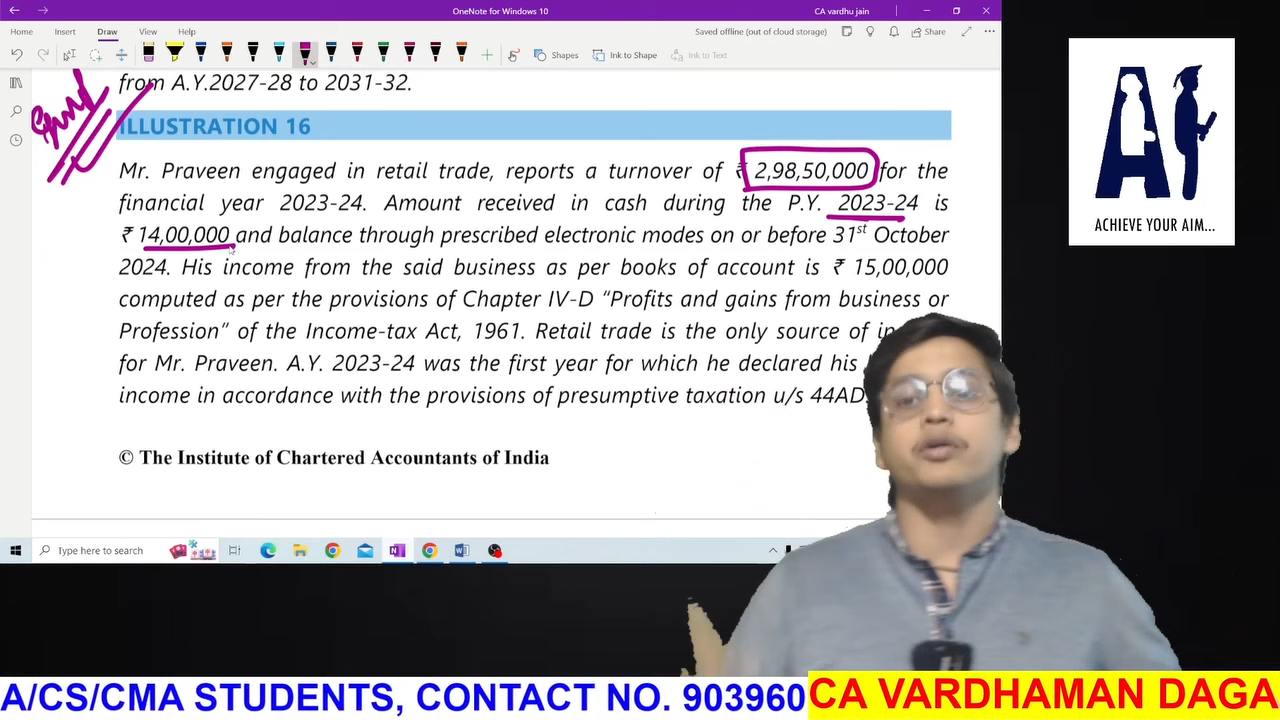 OneNote for Windows 10
CA vardhu jain
Home Insert Draw View Help
Saved offline (out of cloud storage)
Share
Shapes
Ink to Shape
Ink to Text
from A.Y.2027-28 to 2031-32.
ILLUSTRATION 16
Mr. Praveen engaged in retail trade, reports a turnover of ₹ 2,98,50,000 for the
financial year 2023-24. Amount received in cash during the P.Y. 2023-24 is
₹ 14,00,000 and balance through prescribed electronic modes on or before 31st October
2024. His income from the said business as per books of account is ₹ 15,00,000
computed as per the provisions of Chapter IV-D “Profits and gains from business or
Profession” of the Income-tax Act, 1961. Retail trade is the only source of in
for Mr. Praveen. A.Y. 2023-24 was the first year for which he declared his
income in accordance with the provisions of presumptive taxation u/s 44AD.
© The Institute of Chartered Accountants of India
Type here to search
AI
ACHIEVE YOUR AIM...
A/CS/CMA STUDENTS, CONTACT NO. 903960
CA VARDHAMAN DAGA